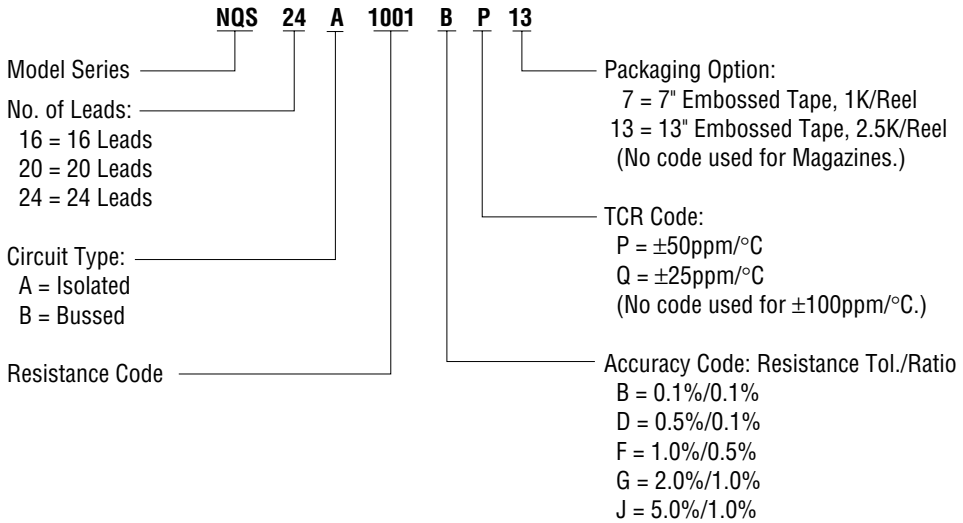 NQS 24 A 1001 B P 13
Model Series
No. of Leads:
16 = 16 Leads
20 = 20 Leads
24 = 24 Leads
Circuit Type:
A = Isolated
B = Bussed
Resistance Code
Packaging Option:
7 = 7" Embossed Tape, 1K/Reel
13 = 13" Embossed Tape, 2.5K/Reel
(No code used for Magazines.)
TCR Code:
P = ±50ppm/°C
Q = ±25ppm/°C
(No code used for ±100ppm/°C.)
Accuracy Code: Resistance Tol./Ratio
B = 0.1%/0.1%
D = 0.5%/0.1%
F = 1.0%/0.5%
G = 2.0%/1.0%
J = 5.0%/1.0%